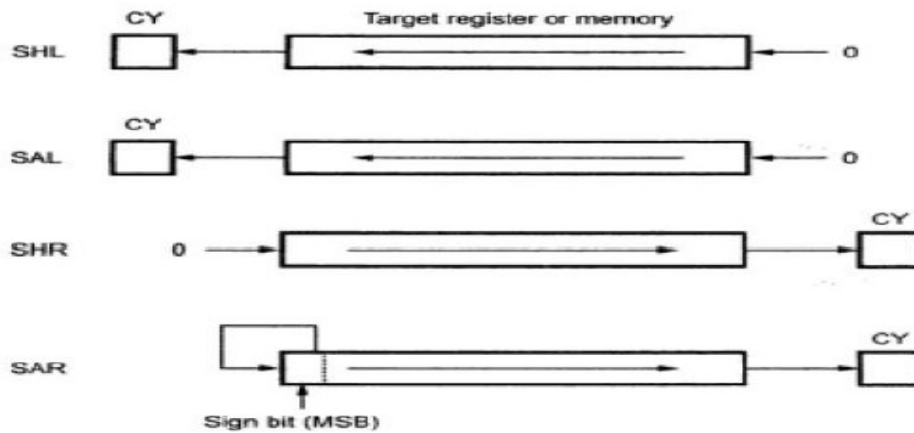 CY Target register or memory
SHL 0
CY
SAL 0
CY
SHR 0
CY
SAR
Sign bit (MSB)